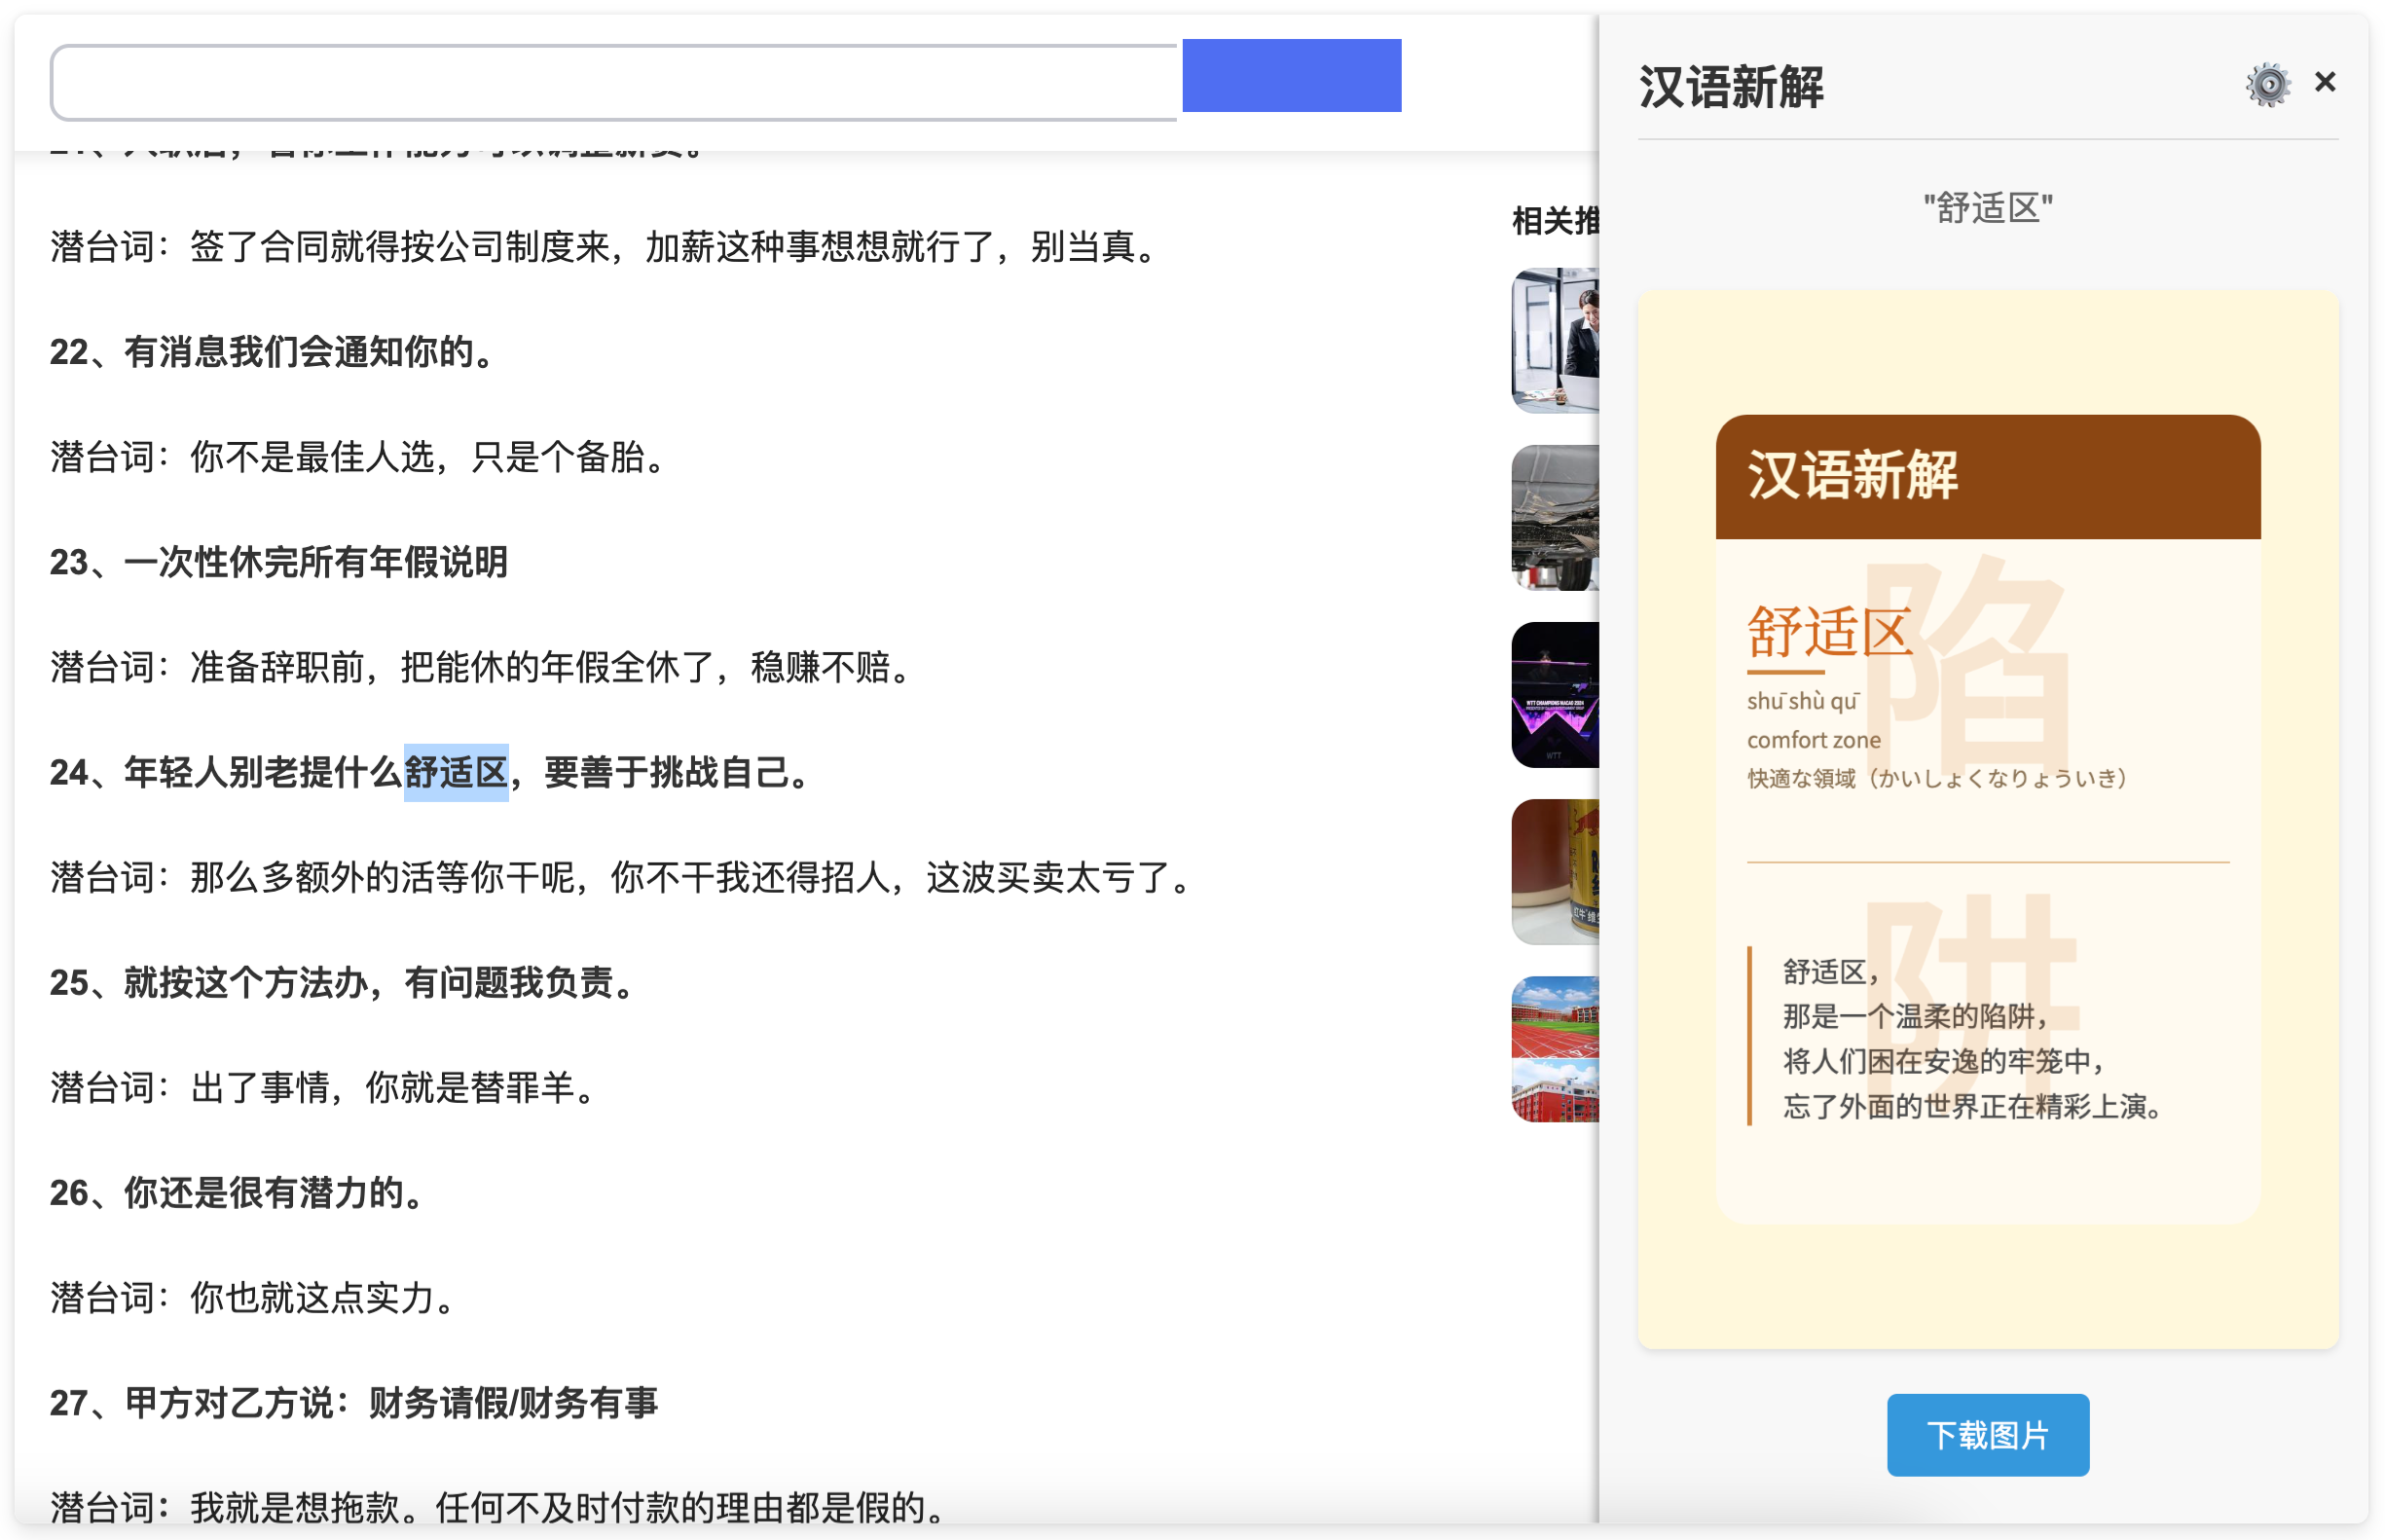 潜台词：签了合同就得按公司制度来，加薪这种事想想就行了，别当真。
22、有消息我们会通知你的。
潜台词：你不是最佳人选，只是个备胎。
23、一次性休完所有年假说明
潜台词：准备辞职前，把能休的年假全休了，稳赚不赔。
24、年轻人别老提什么舒适区，要善于挑战自己。
潜台词：那么多额外的活等你干呢，你不干我还得招人，这波买卖太亏了。
25、就按这个方法办，有问题我负责。
潜台词：出了事情，你就是替罪羊。
26、你还是很有潜力的。
潜台词：你也就这点实力。
27、甲方对乙方说：财务请假/财务有事
潜台词：我就是想拖款。任何不及时付款的理由都是假的。
相关推
WTT CHAMPIONS MACAO 2024
WTT
红牛
汉语新解
"舒适区"
汉语新解
陷
舒适区
shū shù qū
comfort zone
快適な領域（かいしょくなりょういき）
阱
舒适区，
那是一个温柔的陷阱，
将人们困在安逸的牢笼中，
忘了外面的世界正在精彩上演。
下载图片